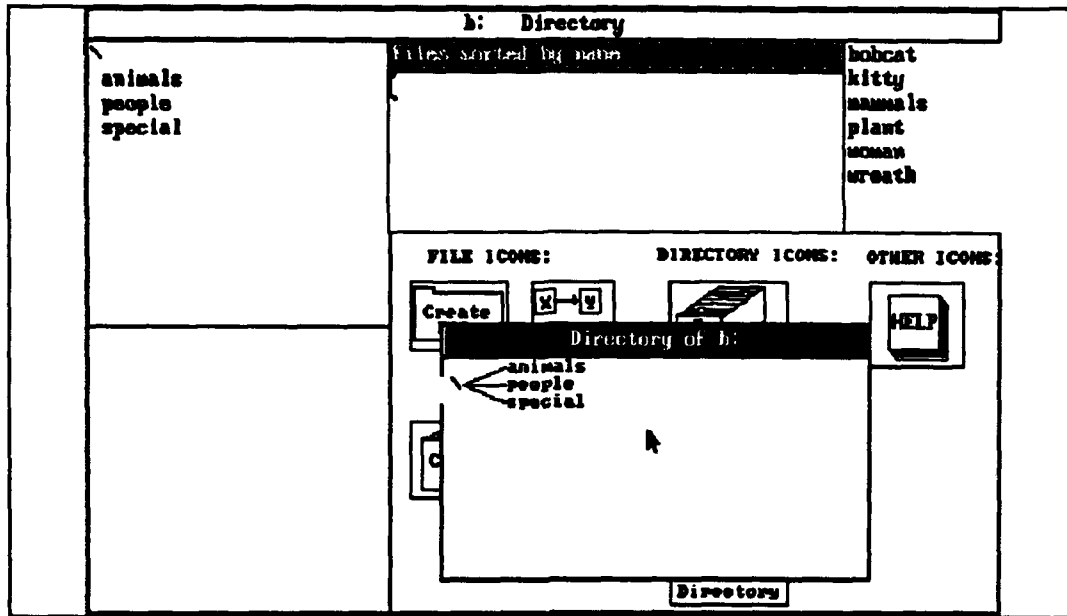 b: Directory
\
animals
people
special
Files sorted by name
\
bobcat
kitty
mammals
plant
woman
wreath
FILE ICONS:
DIRECTORY ICONS:
OTHER ICONS:
Create
X→Y
HELP
Directory of b:
\
animals
people
special
C
Directory